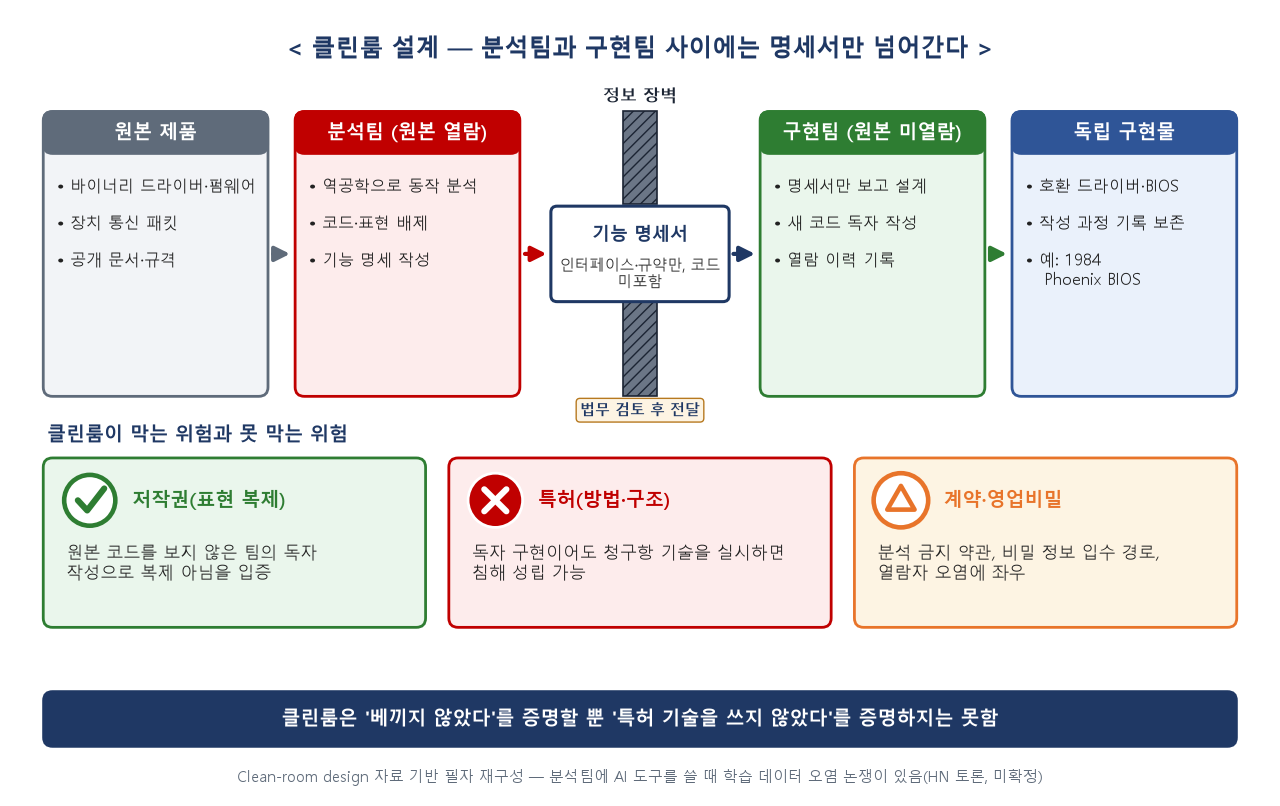 < 클린룸 설계 — 분석팀과 구현팀 사이에는 명세서만 넘어간다 >
정보 장벽
원본 제품
• 바이너리 드라이버·펌웨어
• 장치 통신 패킷
• 공개 문서·규격
분석팀 (원본 열람)
• 역공학으로 동작 분석
• 코드·표현 배제
• 기능 명세 작성
기능 명세서
인터페이스·규약만, 코드
미포함
법무 검토 후 전달
구현팀 (원본 미열람)
• 명세서만 보고 설계
• 새 코드 독자 작성
• 열람 이력 기록
독립 구현물
• 호환 드라이버·BIOS
• 작성 과정 기록 보존
• 예: 1984
Phoenix BIOS
클린룸이 막는 위험과 못 막는 위험
저작권(표현 복제)
원본 코드를 보지 않은 팀의 독자
작성으로 복제 아님을 입증
특허(방법·구조)
독자 구현이어도 청구항 기술을 실시하면
침해 성립 가능
계약·영업비밀
분석 금지 약관, 비밀 정보 입수 경로,
열람자 오염에 좌우
클린룸은 '베끼지 않았다'를 증명할 뿐 '특허 기술을 쓰지 않았다'를 증명하지는 못함
Clean-room design 자료 기반 필자 재구성 — 분석팀에 AI 도구를 쓸 때 학습 데이터 오염 논쟁이 있음(HN 토론, 미확정)